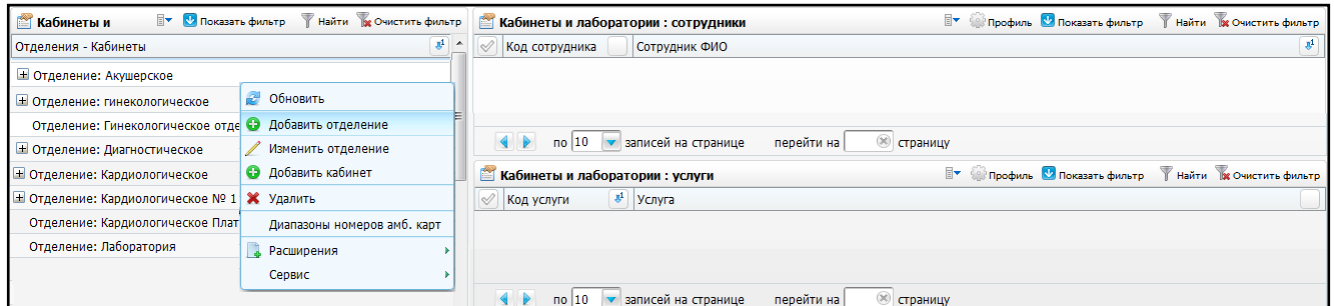 Кабинеты и Показать фильтр Найти Очистить фильтр
Отделения - Кабинеты 1
Отделение: Акушерское
Отделение: гинекологическое
Отделение: Гинекологическое отде
Отделение: Диагностическое
Отделение: Кардиологическое
Отделение: Кардиологическое № 1
Отделение: Кардиологическое Плат
Отделение: Лаборатория
Обновить
Добавить отделение
Изменить отделение
Добавить кабинет
Удалить
Диапазоны номеров амб. карт
Расширения
Сервис
Кабинеты и лаборатории : сотрудники Профиль Показать фильтр Найти Очистить фильтр
Код сотрудника Сотрудник ФИО 1
по 10 записей на странице перейти на страницу
Кабинеты и лаборатории : услуги Профиль Показать фильтр Найти Очистить фильтр
Код услуги 1 Услуга
по 10 записей на странице перейти на страницу